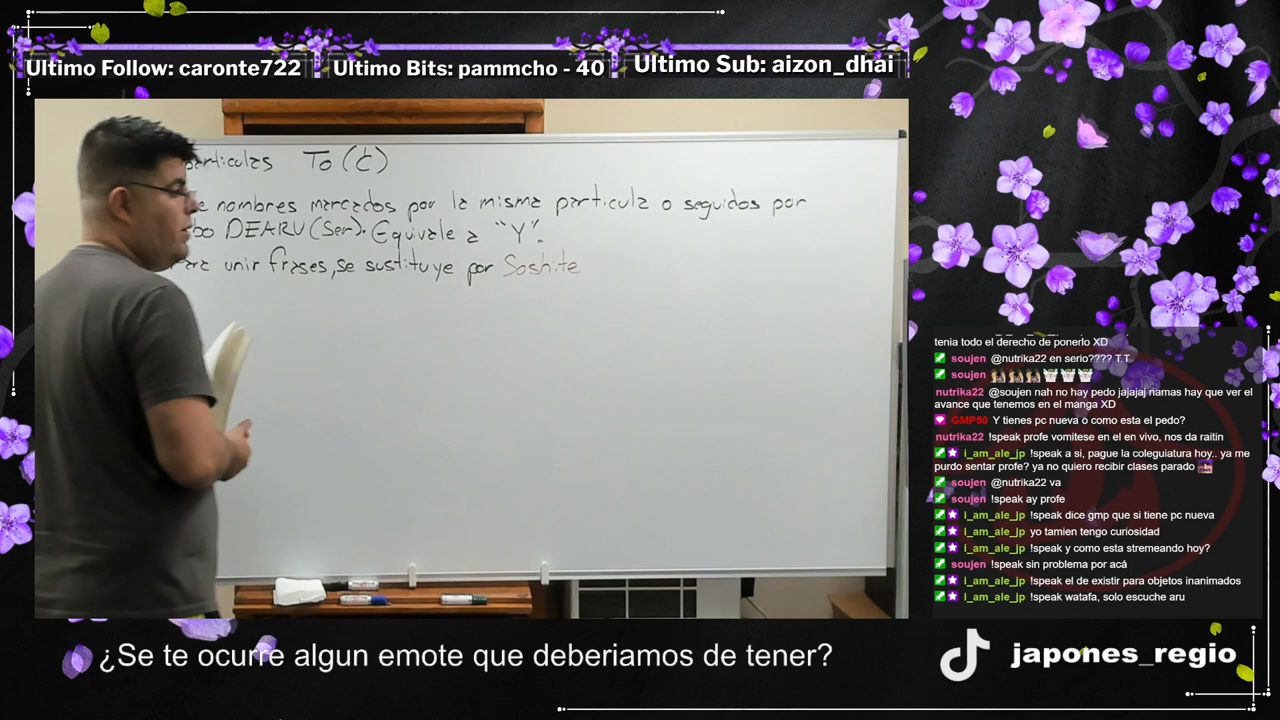 Ultimo Follow: caronte722
Ultimo Bits: pammcho - 40
Ultimo Sub: aizon_dhai
particulas To (と)
e nombres marcados por la misma particula o seguidos por
bo DEARU (Ser). Equivale a "Y".
ara unir frases, se sustituye por Soshite
tenia todo el derecho de ponerlo XD
soujen @nutrika22 en serio???? T.T
soujen
nutrika22 @soujen nah no hay pedo jajajaj namas hay que ver el
avance que tenemos en el manga XD
GMP50 Y tienes pc nueva o como esta el pedo?
nutrika22 !speak profe vomitese en el en vivo, nos da raitin
i_am_ale_jp !speak a si, pague la coleguiatura hoy.. ya me
purdo sentar profe? ya no quiero recibir clases parado
soujen @nutrika22 va
soujen !speak ay profe
i_am_ale_jp !speak dice gmp que si tiene pc nueva
i_am_ale_jp yo tamien tengo curiosidad
i_am_ale_jp !speak y como esta stremeando hoy?
soujen !speak sin problema por acá
i_am_ale_jp !speak el de existir para objetos inanimados
i_am_ale_jp !speak watafa, solo escuche aru
¿Se te ocurre algun emote que deberiamos de tener?
japones_regio